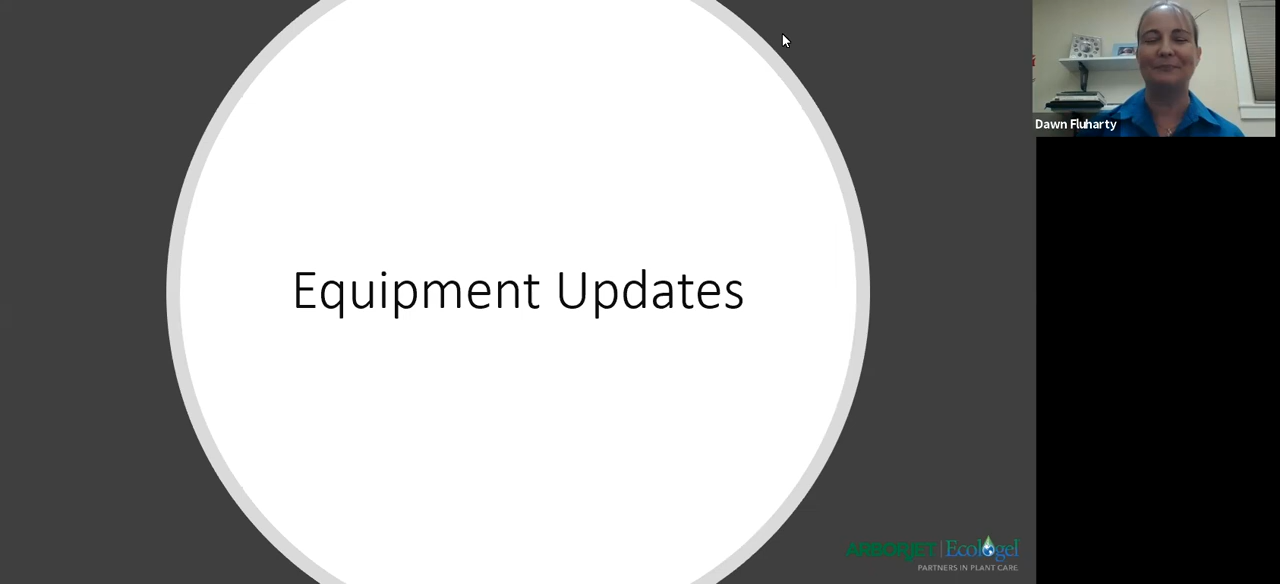 Equipment Updates
Dawn Fluharty
ARBORJET | Ecologel
PARTNERS IN PLANT CARE